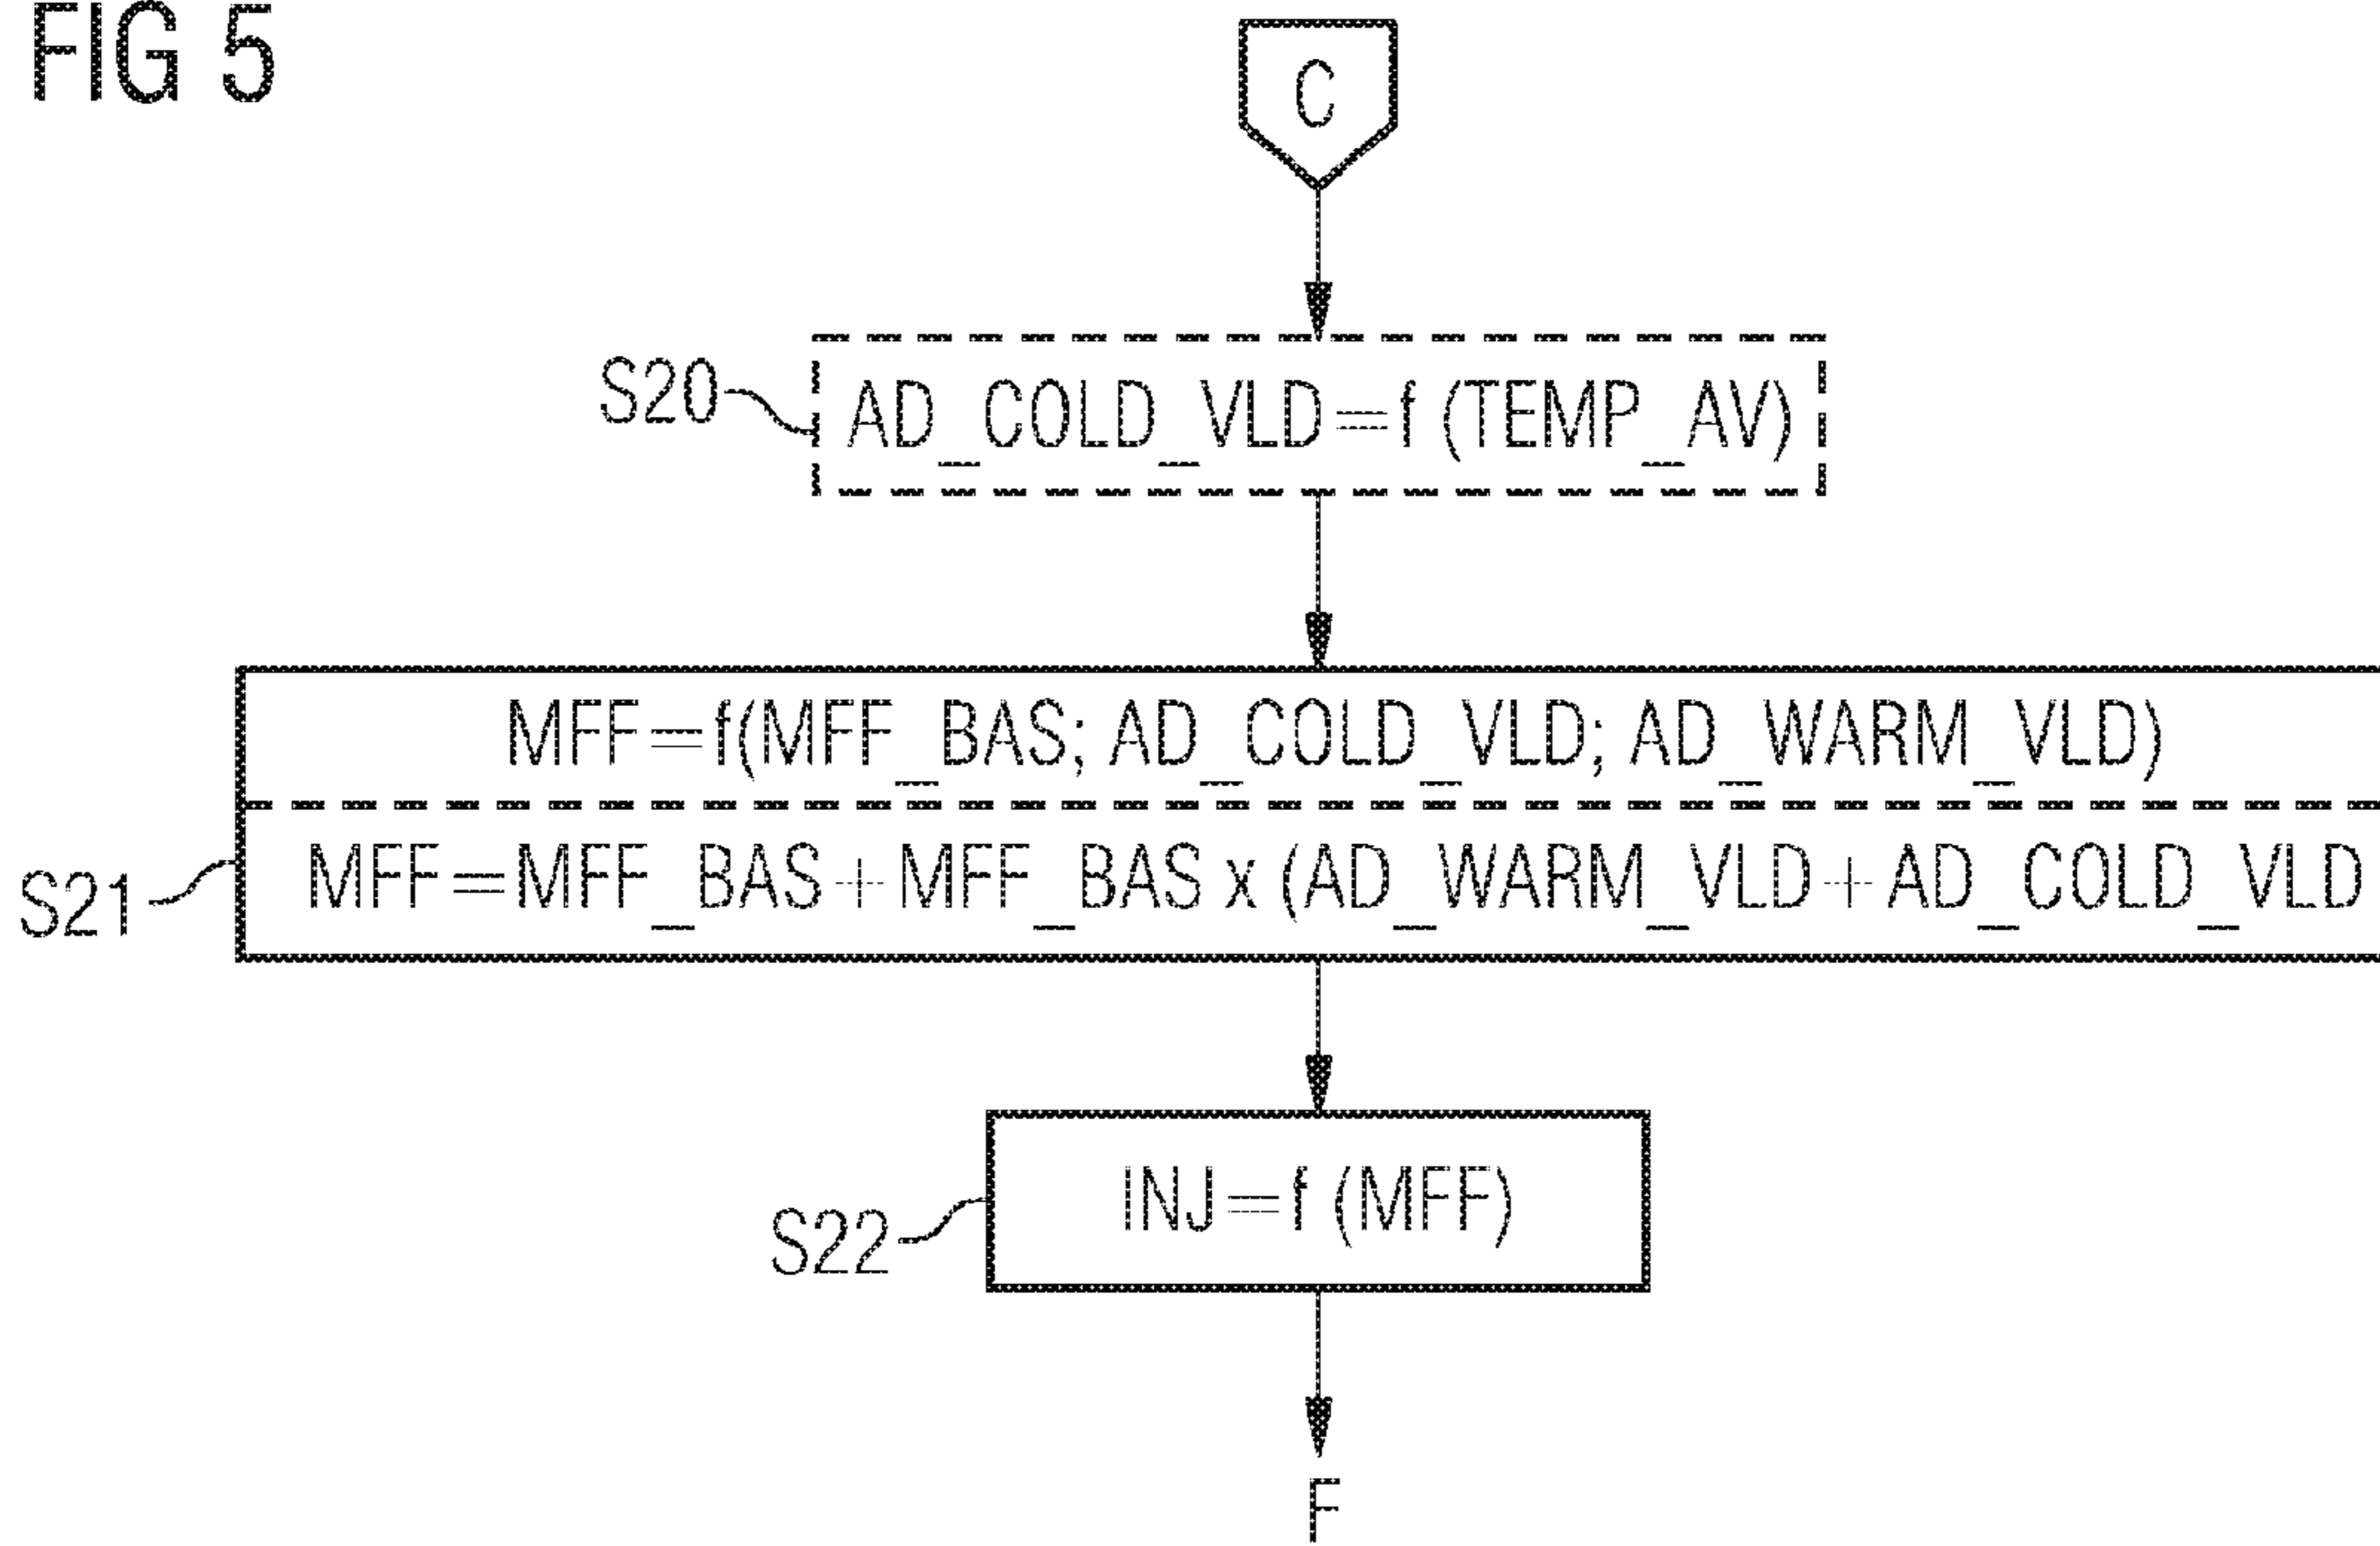 FIG 5
C
S20
AD_COLD_VLD=f (TEMP_AV)
MFF=f(MFF_BAS; AD_COLD_VLD; AD_WARM_VLD)
S21
MFF=MFF_BAS+MFF_BAS x (AD_WARM_VLD+AD_COLD_VLD
S22
INJ=f (MFF)
F